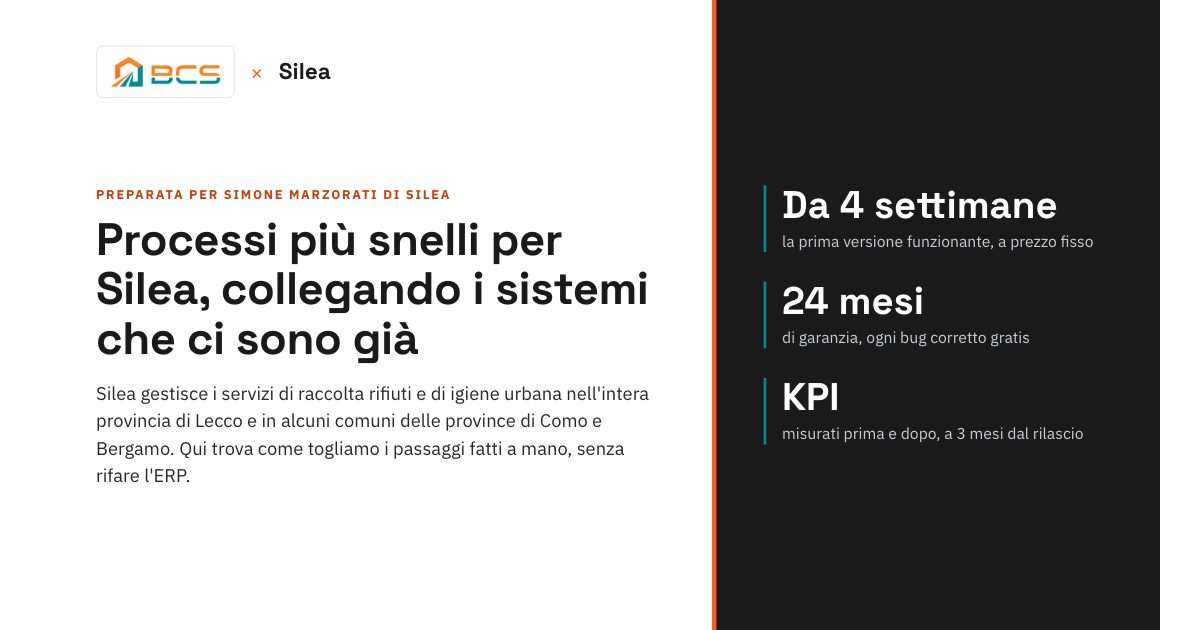 BCS × Silea
PREPARATA PER SIMONE MARZORATI DI SILEA
Processi più snelli per
Silea, collegando i sistemi
che ci sono già
Silea gestisce i servizi di raccolta rifiuti e di igiene urbana nell'intera
provincia di Lecco e in alcuni comuni delle province di Como e
Bergamo. Qui trova come togliamo i passaggi fatti a mano, senza
rifare l'ERP.
Da 4 settimane
la prima versione funzionante, a prezzo fisso
24 mesi
di garanzia, ogni bug corretto gratis
KPI
misurati prima e dopo, a 3 mesi dal rilascio